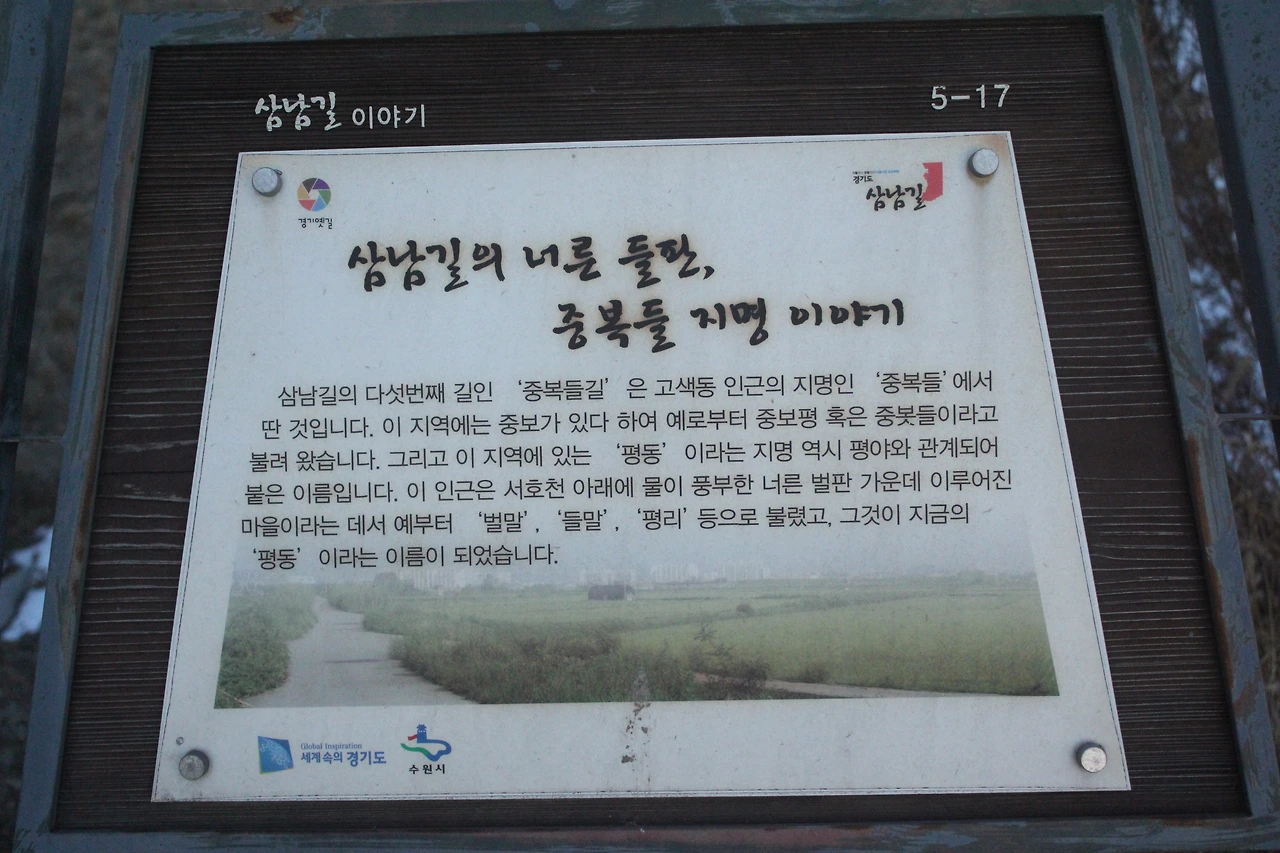 삼남길 이야기
5-17
경기옛길
경기도
삼남길
삼남길의 너른 들판,
중복들 지명 이야기
삼남길의 다섯번째 길인 ‘중복들길’ 은 고색동 인근의 지명인 ‘중복들’에서
딴 것입니다. 이 지역에는 중보가 있다 하여 예로부터 중보평 혹은 중봇들이라고
불려 왔습니다. 그리고 이 지역에 있는 ‘평동’ 이라는 지명 역시 평야와 관계되어
붙은 이름입니다. 이 인근은 서호천 아래에 물이 풍부한 너른 벌판 가운데 이루어진
마을이라는 데서 예부터 ‘벌말’, ‘들말’, ‘평리’ 등으로 불렸고, 그것이 지금의
‘평동’ 이라는 이름이 되었습니다.
Global Inspiration
세계 속의 경기도
수원시